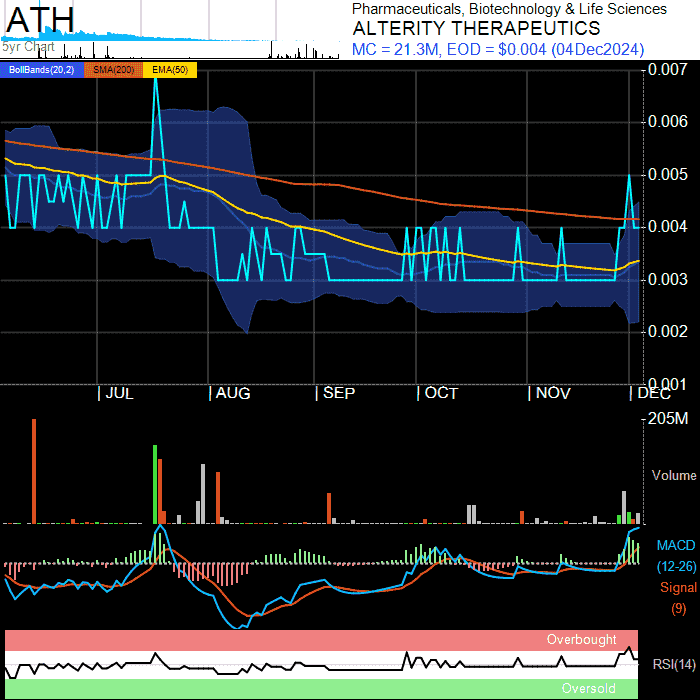 ATH
5yr Chart
Pharmaceuticals, Biotechnology & Life Sciences
ALTERITY THERAPEUTICS
MC = 21.3M, EOD = $0.004 (04Dec2024)
BollBands(20,2) SMA(200) EMA(50)
0.007
0.006
0.005
0.004
0.003
0.002
0.001
JUL AUG SEP OCT NOV DEC
205M
Volume
MACD
(12-26)
Signal
(9)
Overbought
RSI(14)
Oversold